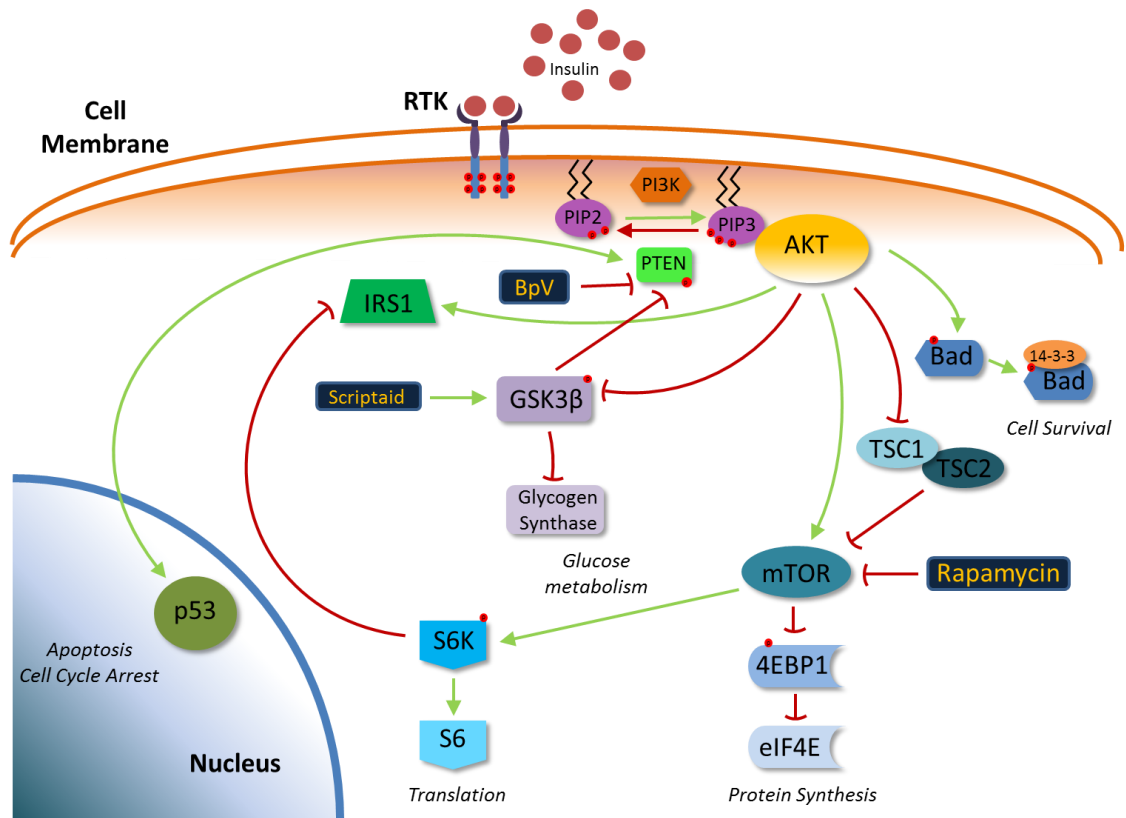 Insulin
RTK
Cell
Membrane
PI3K
PIP2
PIP3
AKT
PTEN
BpV
IRS1
Bad
14-3-3
Bad
Cell Survival
Scriptaid
GSK3β
TSC1
TSC2
Glycogen
Synthase
Glucose
metabolism
mTOR
Rapamycin
p53
Apoptosis
Cell Cycle Arrest
S6K
4EBP1
S6
eIF4E
Nucleus
Translation
Protein Synthesis